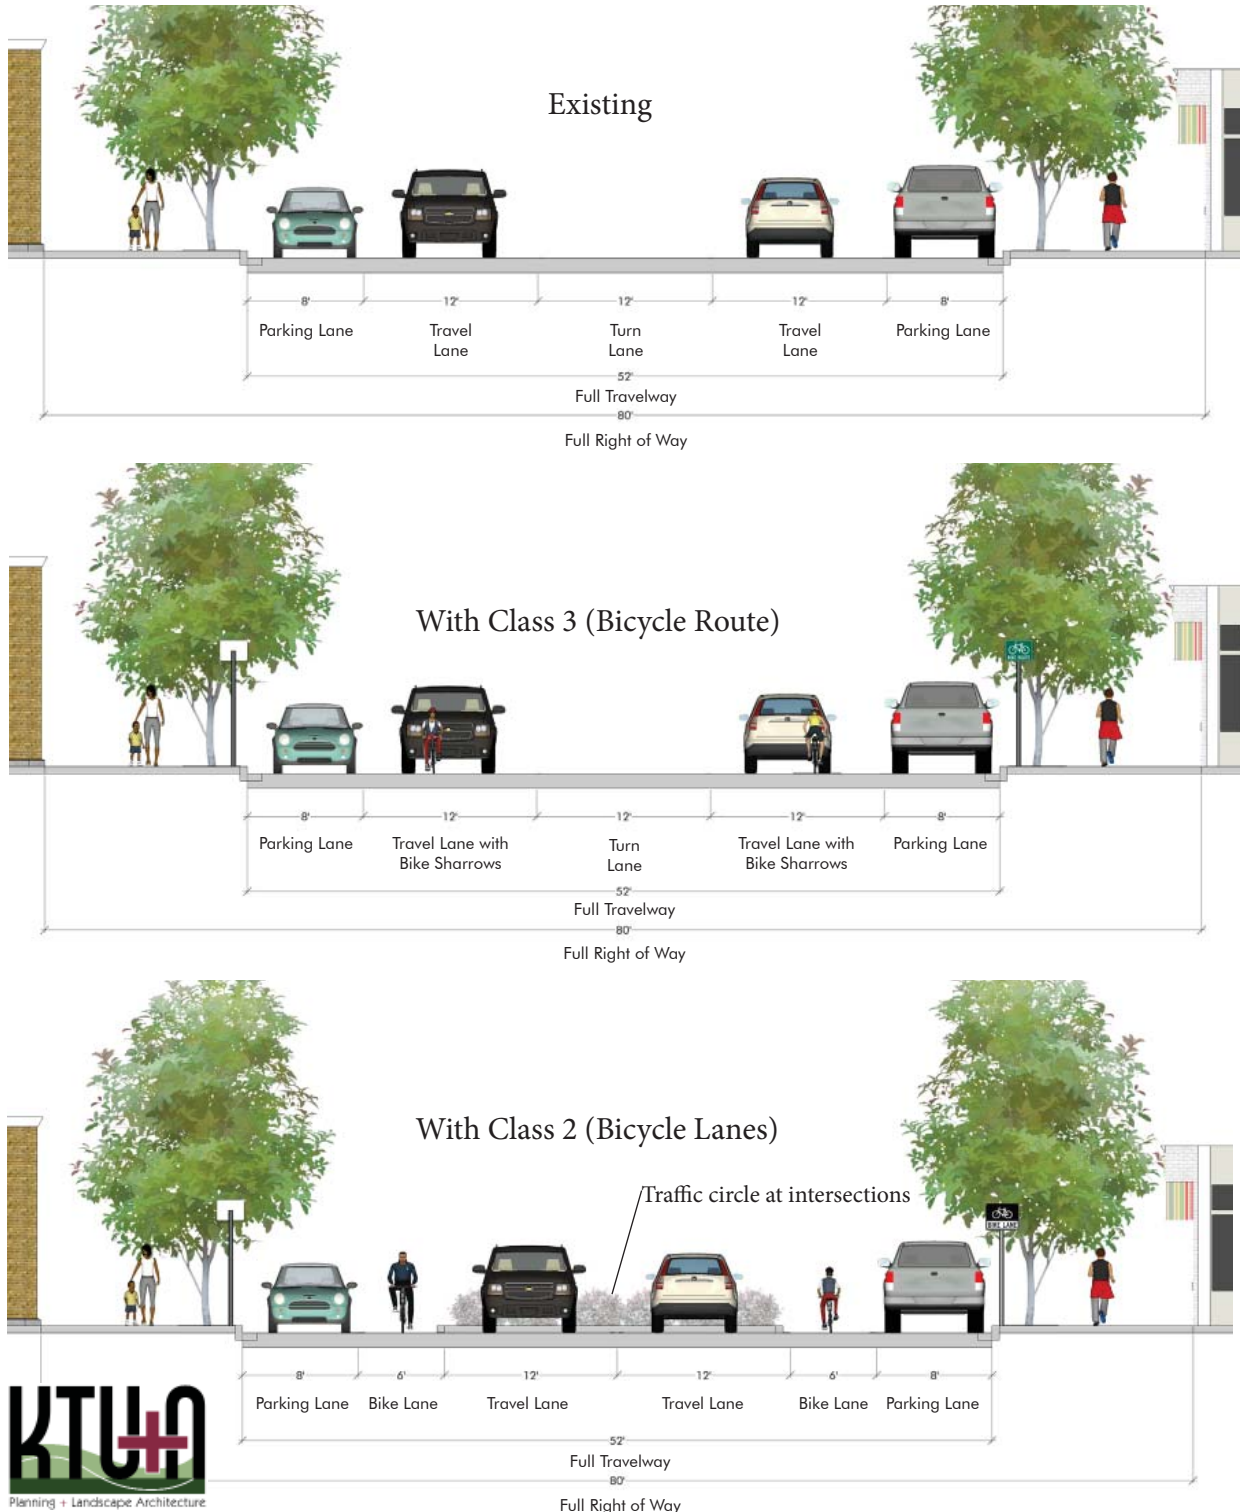 Existing
8' 12' 12' 12' 8'
Parking Lane Travel Lane Turn Lane Travel Lane Parking Lane
52'
Full Travelway
80'
Full Right of Way
With Class 3 (Bicycle Route)
BIKE ROUTE
8' 12' 12' 12' 8'
Parking Lane Travel Lane with Bike Sharrows Turn Lane Travel Lane with Bike Sharrows Parking Lane
52'
Full Travelway
80'
Full Right of Way
With Class 2 (Bicycle Lanes)
Traffic circle at intersections
BIKE LANE
8' 6' 12' 12' 6' 8'
Parking Lane Bike Lane Travel Lane Travel Lane Bike Lane Parking Lane
52'
Full Travelway
80'
Full Right of Way
KTU+A
Planning + Landscape Architecture